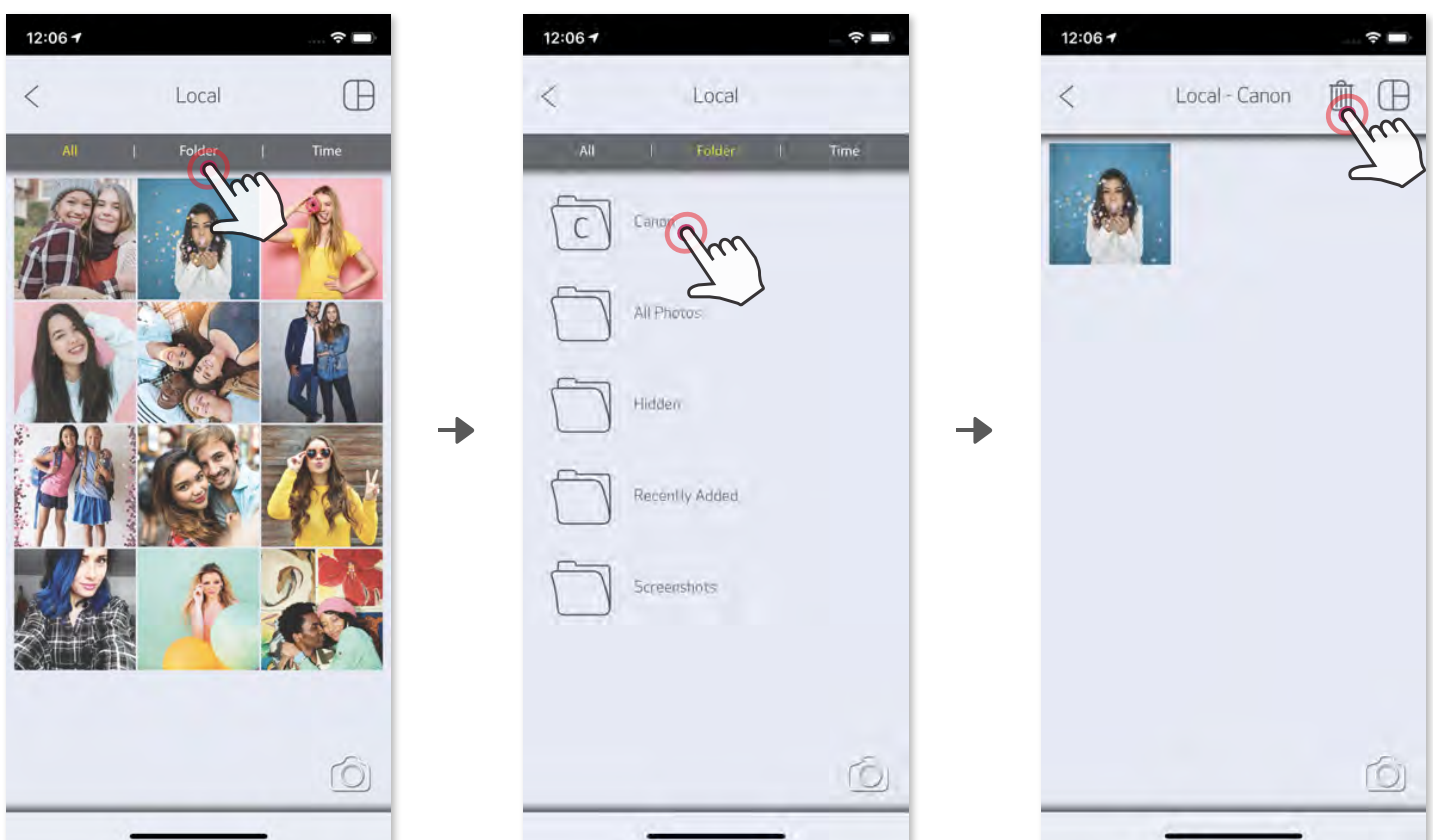 12:06
Local
All | Folder | Time
12:06
Local
All | Folder | Time
C Canon
All Photos
Hidden
Recently Added
Screenshots
12:06
Local - Canon